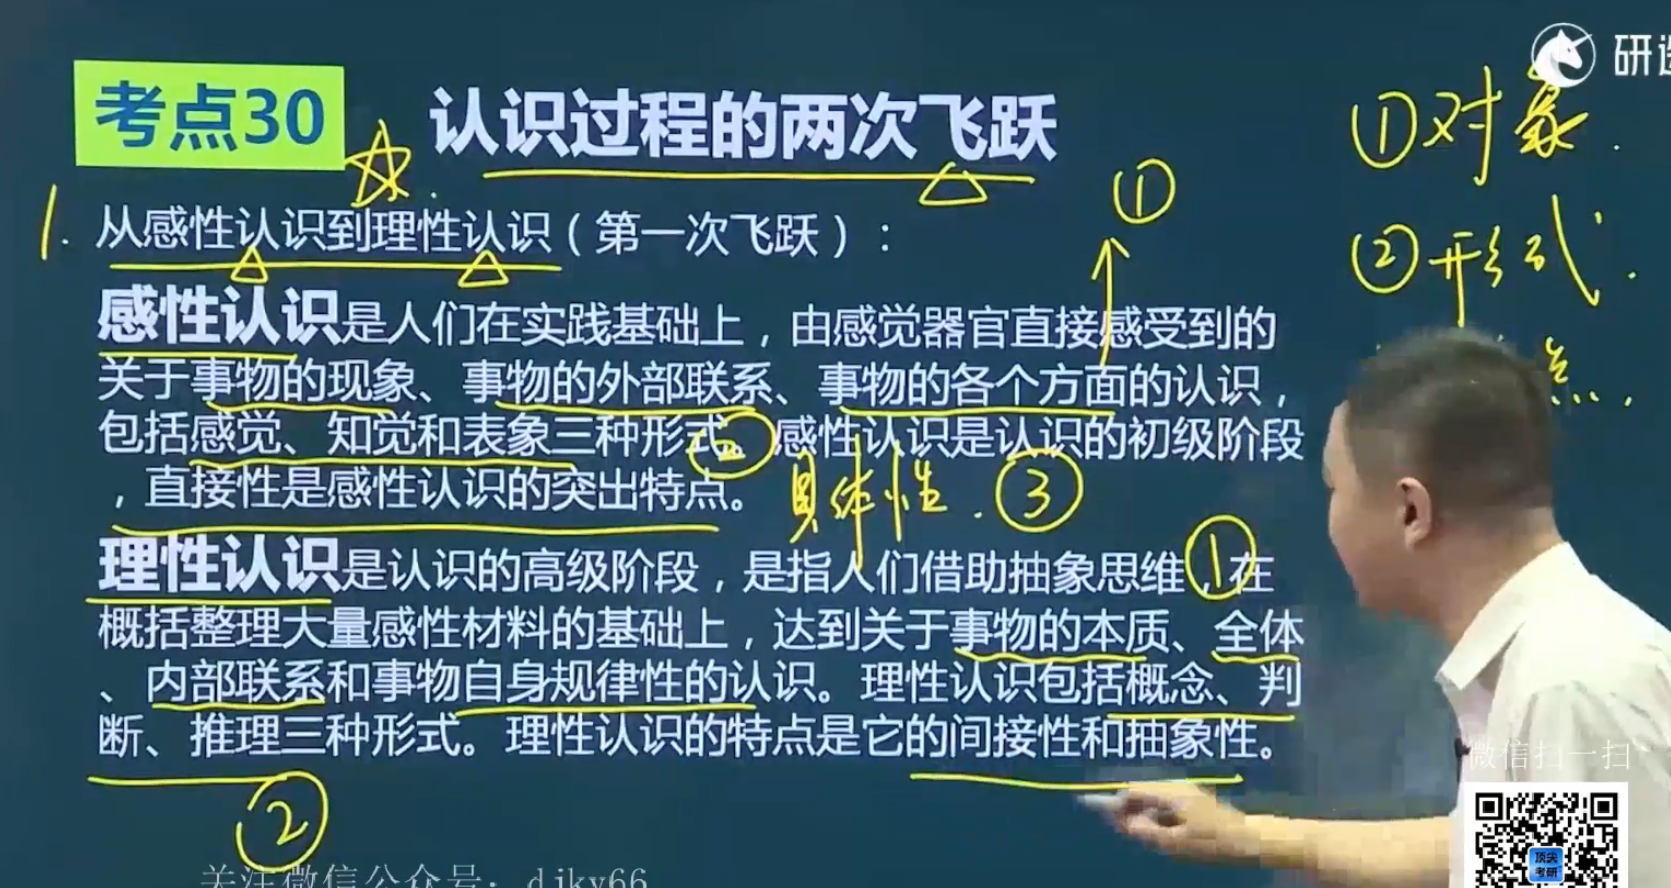 研
考点30
认识过程的两次飞跃
①对象.
1.
从感性认识到理性认识（第一次飞跃）：
①
②形式.
感性认识是人们在实践基础上，由感觉器官直接感受到的
点.
关于事物的现象、事物的外部联系、事物的各个方面的认识，
包括感觉、知觉和表象三种形式。感性认识是认识的初级阶段
②
，直接性是感性认识的突出特点。
具体性.③
理性认识是认识的高级阶段，是指人们借助抽象思维，在
①
概括整理大量感性材料的基础上，达到关于事物的本质、全体
、内部联系和事物自身规律性的认识。理性认识包括概念、判
断、推理三种形式。理性认识的特点是它的间接性和抽象性。
②
微信扫一扫
顶尖
考研
关注微信公众号：djky66